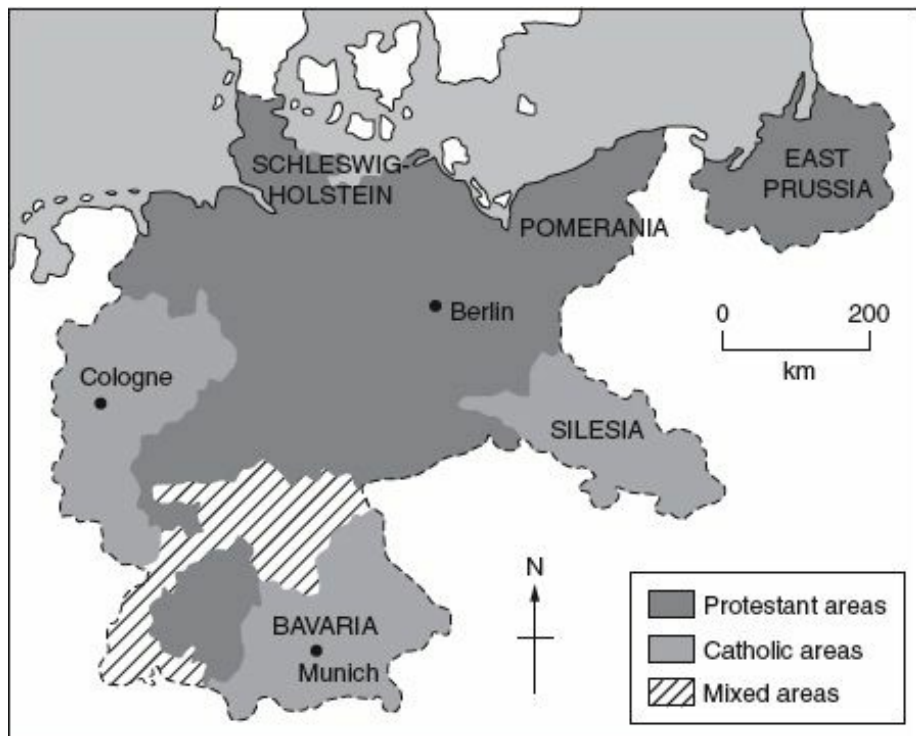 SCHLESWIG-
HOLSTEIN
EAST
PRUSSIA
POMERANIA
Berlin
0 200
km
Cologne
SILESIA
BAVARIA
Munich
N
Protestant areas
Catholic areas
Mixed areas